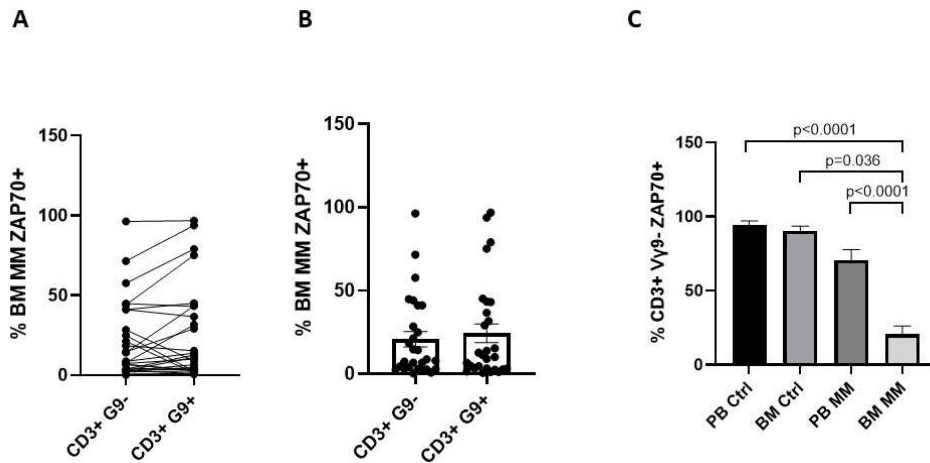 A
% BM MM ZAP70+
150
100
50
0
CD3+ G9-
CD3+ G9+
B
% BM MM ZAP70+
150
100
50
0
CD3+ G9-
CD3+ G9+
C
% CD3+ Vγ9- ZAP70+
150
100
50
0
p<0.0001
p=0.036
p<0.0001
PB Ctrl
BM Ctrl
PB MM
BM MM